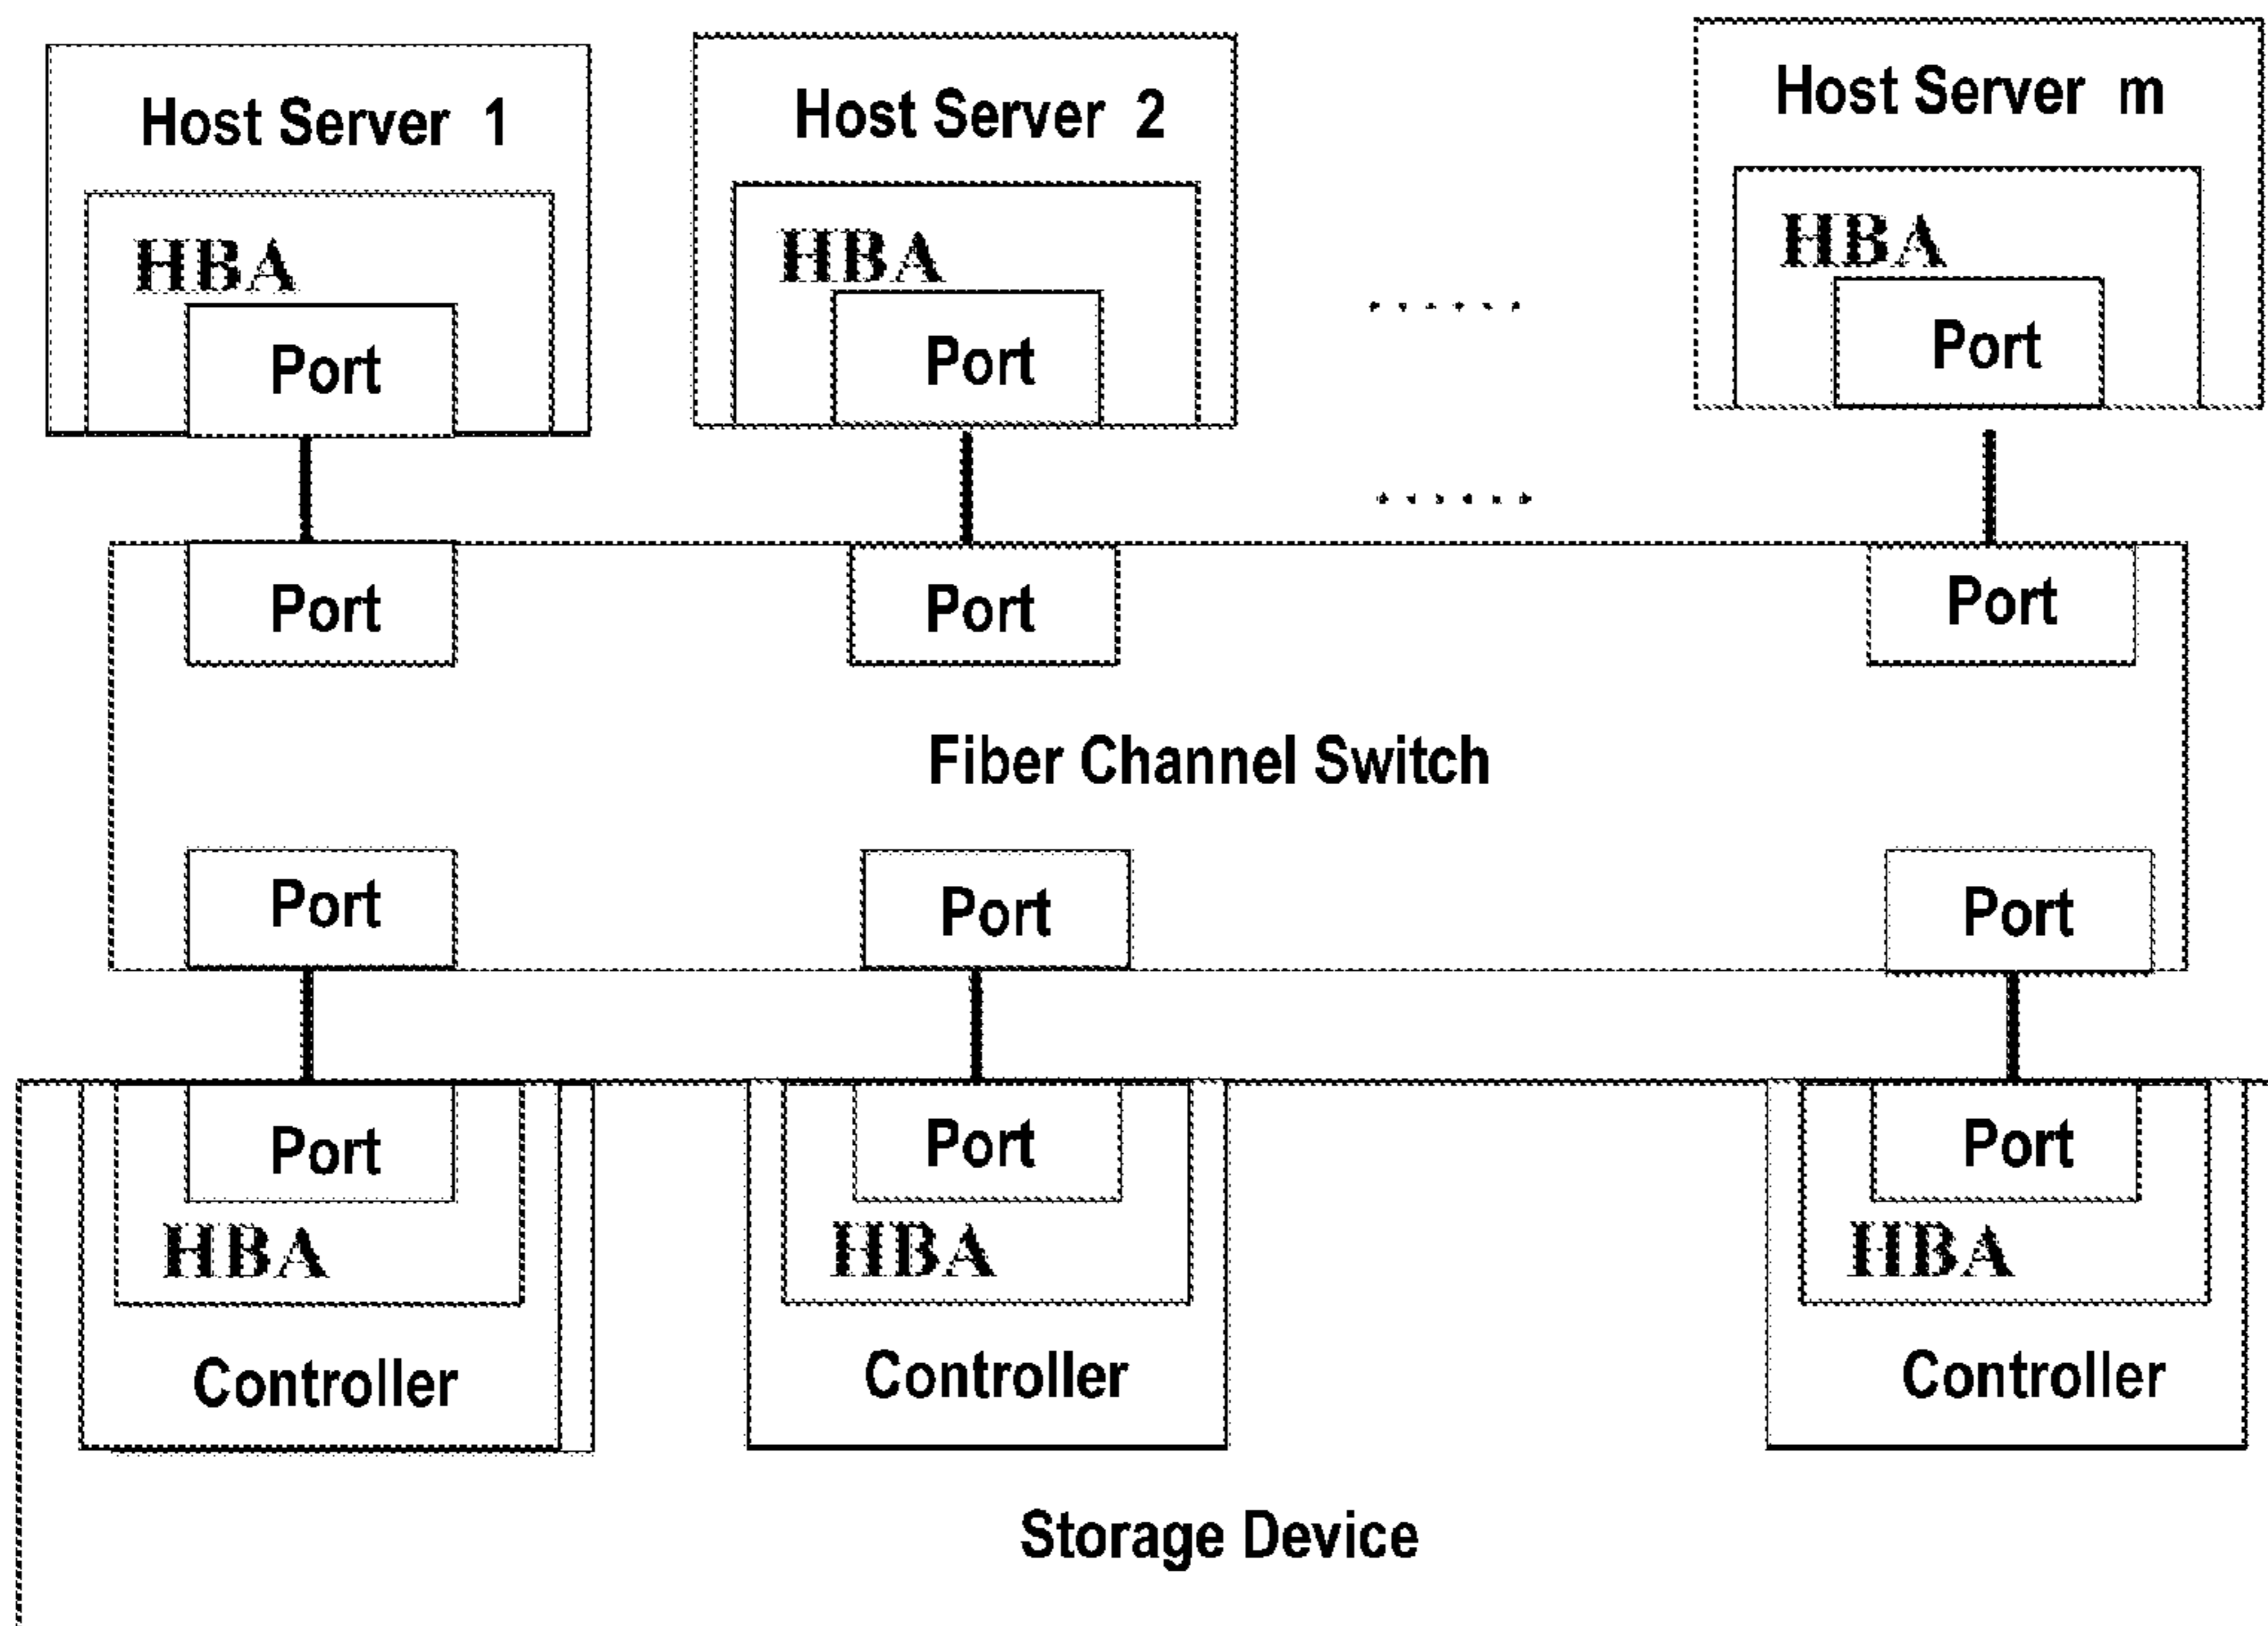 Host Server 1
Host Server 2
Host Server m
HBA
HBA
HBA
Port
Port
......
Port
......
Port
Port
Port
Fiber Channel Switch
Port
Port
Port
Port
Port
Port
HBA
HBA
HBA
Controller
Controller
Controller
Storage Device